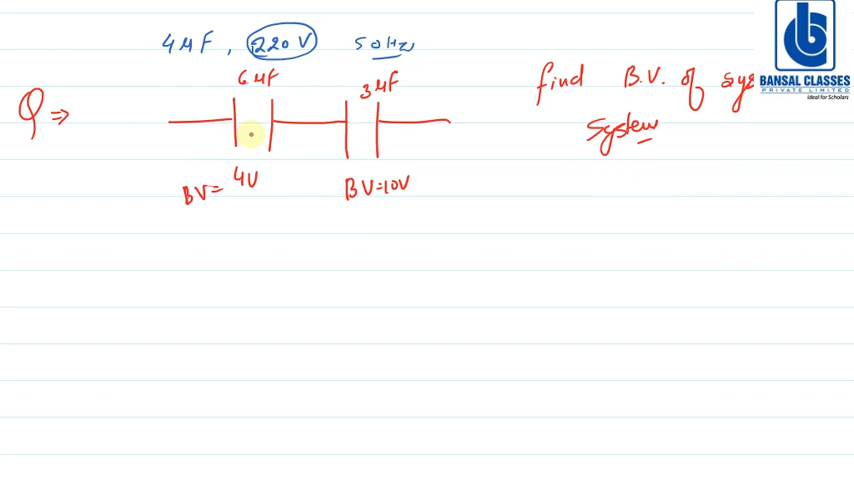 4μF, 220V 50Hz
6μF 3μF find B.V. of sys
Q⇒ System
BV= 4V BV=10V
BANSAL CLASSES
PRIVATE LIMITED
Ideal for Scholars